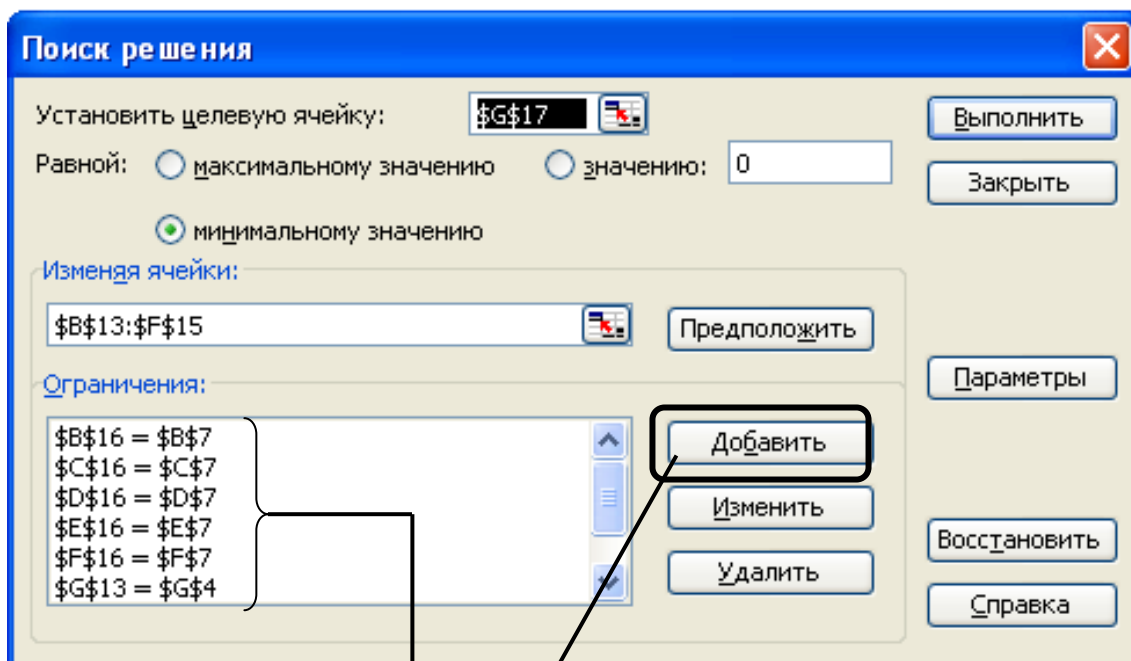 Поиск решения
Установить целевую ячейку: $G$17
Выполнить
Равной: максимальному значению значению: 0
Закрыть
минимальному значению
Изменяя ячейки:
$B$13:$F$15
Предположить
Ограничения:
Параметры
$B$16 = $B$7
Добавить
$C$16 = $C$7
$D$16 = $D$7
Изменить
$E$16 = $E$7
Восстановить
$F$16 = $F$7
Удалить
$G$13 = $G$4
Справка